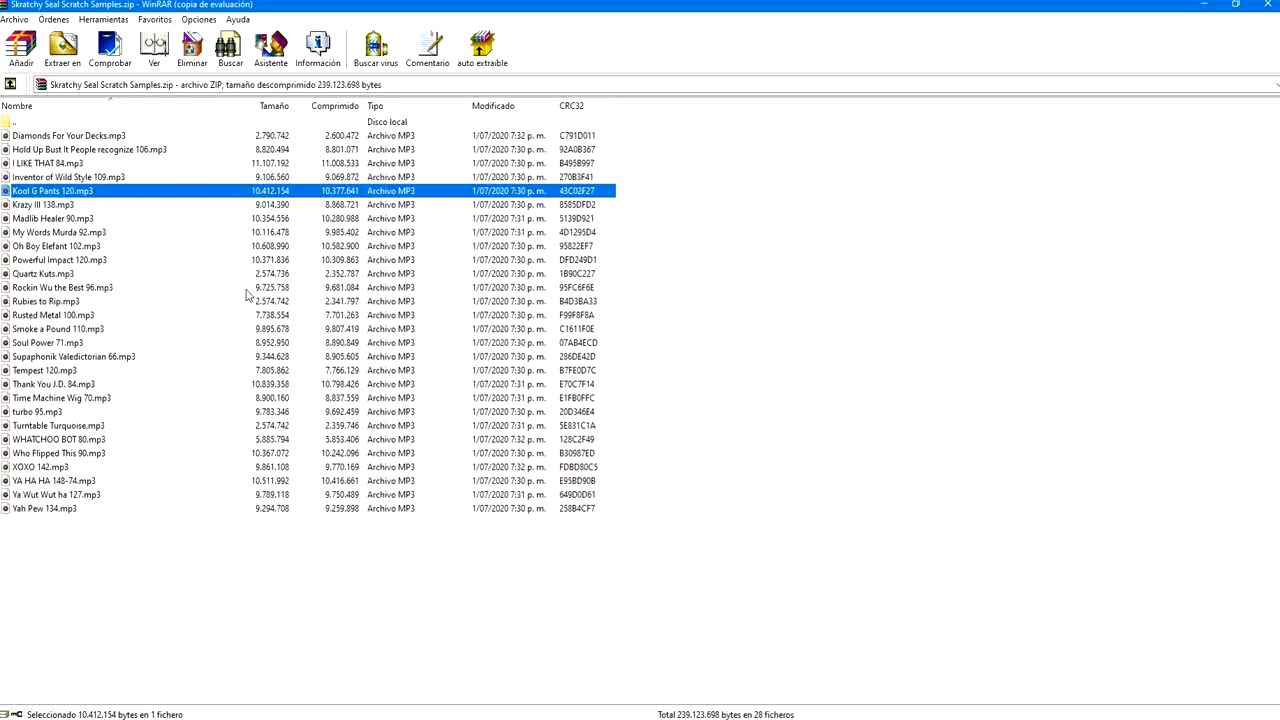 Skratchy Seal Scratch Samples.zip - WinRAR (copia de evaluación)
Archivo Órdenes Herramientas Favoritos Opciones Ayuda
Añadir Extraer en Comprobar Ver Eliminar Buscar Asistente Información Buscar virus Comentario auto extraible
Skratchy Seal Scratch Samples.zip - archivo ZIP, tamaño descomprimido 239.123.698 bytes
Nombre Tamaño Comprimido Tipo Modificado CRC32
.. Disco local
Diamonds For Your Decks.mp3 2.790.742 2.600.472 Archivo MP3 1/07/2020 7:32 p. m. C791D011
Hold Up Bust It People recognize 106.mp3 8.820.494 8.801.071 Archivo MP3 1/07/2020 7:30 p. m. 92A0B367
I LIKE THAT 84.mp3 11.107.192 11.008.533 Archivo MP3 1/07/2020 7:31 p. m. B495B997
Inventor of Wild Style 109.mp3 9.106.560 9.069.872 Archivo MP3 1/07/2020 7:30 p. m. 270B3F41
Kool G Pants 120.mp3 10.412.154 10.377.641 Archivo MP3 1/07/2020 7:30 p. m. 43C02F27
Krazy Ill 138.mp3 9.014.390 8.868.721 Archivo MP3 1/07/2020 7:30 p. m. 8585DFD2
Madlib Healer 90.mp3 10.354.556 10.280.988 Archivo MP3 1/07/2020 7:31 p. m. 5139D921
My Words Murda 92.mp3 10.116.478 9.985.402 Archivo MP3 1/07/2020 7:31 p. m. 4D1295D4
Oh Boy Elefant 102.mp3 10.608.990 10.582.900 Archivo MP3 1/07/2020 7:30 p. m. 95822EF7
Powerful Impact 120.mp3 10.371.836 10.309.863 Archivo MP3 1/07/2020 7:30 p. m. DFD249D1
Quartz Kuts.mp3 2.574.736 2.352.787 Archivo MP3 1/07/2020 7:30 p. m. 1B90C227
Rockin Wu the Best 96.mp3 9.725.758 9.681.084 Archivo MP3 1/07/2020 7:30 p. m. 95FC6F6E
Rubies to Rip.mp3 2.574.742 2.341.797 Archivo MP3 1/07/2020 7:31 p. m. B4D3BA33
Rusted Metal 100.mp3 7.738.554 7.701.263 Archivo MP3 1/07/2020 7:30 p. m. F99F8F8A
Smoke a Pound 110.mp3 9.895.678 9.807.419 Archivo MP3 1/07/2020 7:30 p. m. C1611F0E
Soul Power 71.mp3 8.952.950 8.890.849 Archivo MP3 1/07/2020 7:31 p. m. 07AB4ECD
Supaphonik Valedictorian 66.mp3 9.344.628 8.905.605 Archivo MP3 1/07/2020 7:31 p. m. 286DE42D
Tempest 120.mp3 7.805.862 7.766.129 Archivo MP3 1/07/2020 7:30 p. m. B7FE0D7C
Thank You J.D. 84.mp3 10.839.358 10.798.426 Archivo MP3 1/07/2020 7:31 p. m. E70C7F14
Time Machine Wig 70.mp3 8.900.160 8.837.559 Archivo MP3 1/07/2020 7:31 p. m. E1FB0FFC
turbo 95.mp3 9.783.346 9.692.459 Archivo MP3 1/07/2020 7:31 p. m. 20D346E4
Turntable Turquoise.mp3 2.574.742 2.359.746 Archivo MP3 1/07/2020 7:31 p. m. 5E831C1A
WHATCHOO BOT 80.mp3 5.885.794 5.853.406 Archivo MP3 1/07/2020 7:32 p. m. 128C2F49
Who Flipped This 90.mp3 10.367.072 10.242.096 Archivo MP3 1/07/2020 7:31 p. m. B30987ED
XOXO 142.mp3 9.861.108 9.770.169 Archivo MP3 1/07/2020 7:32 p. m. FDBD80C5
YA HA HA 148-74.mp3 10.511.992 10.416.661 Archivo MP3 1/07/2020 7:30 p. m. E95BD90B
Ya Wut Wut ha 127.mp3 9.789.118 9.750.489 Archivo MP3 1/07/2020 7:31 p. m. 649D0D61
Yah Pew 134.mp3 9.294.708 9.259.898 Archivo MP3 1/07/2020 7:30 p. m. 258B4CF7
Seleccionado 10.412.154 bytes en 1 fichero Total 239.123.698 bytes en 28 ficheros